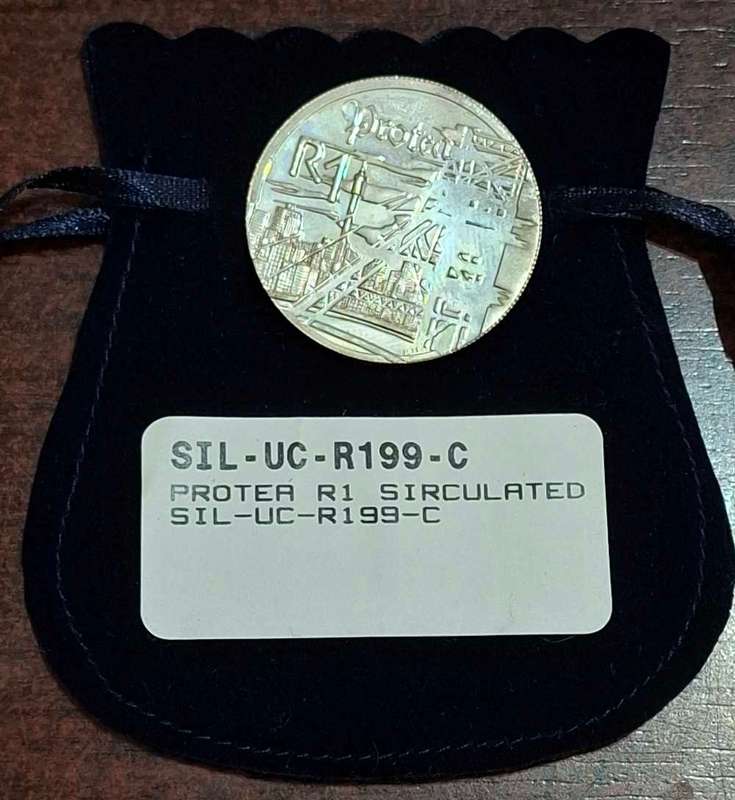 Protea
R1
SIL-UC-R199-C
PROTEA R1 SIRCULATED
SIL-UC-R199-C